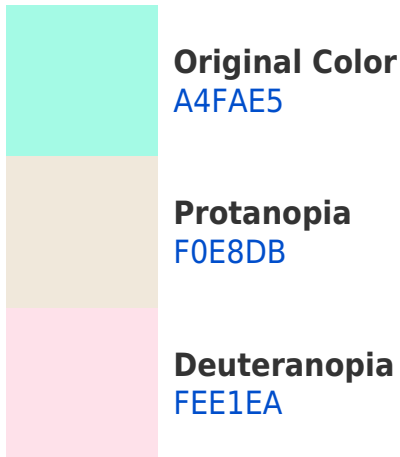 Original Color
A4FAE5
Protanopia
F0E8DB
Deuteranopia
FEE1EA